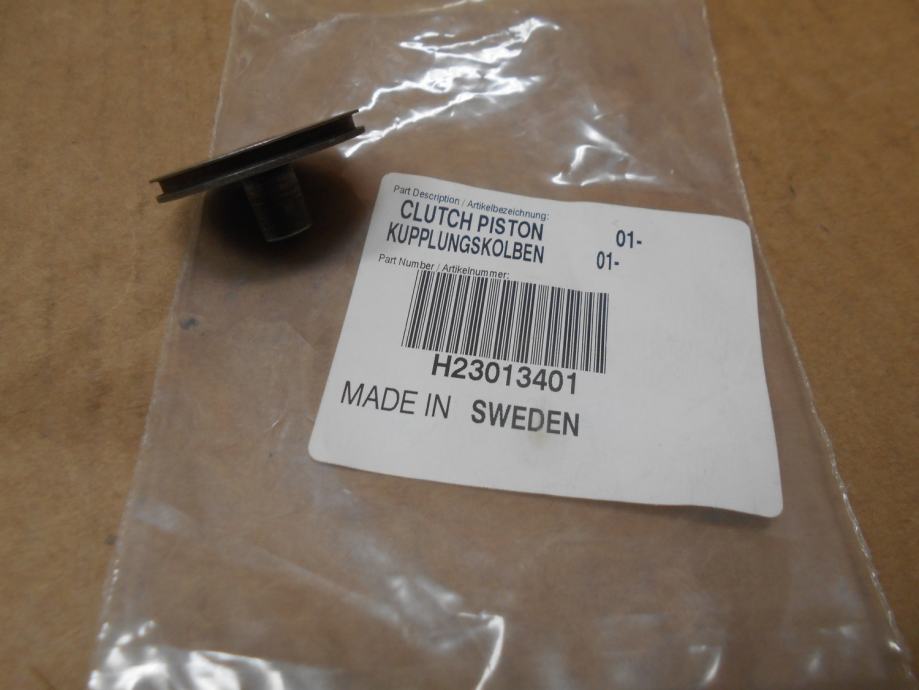 Part Description / Artikelbezeichnung:
CLUTCH PISTON 01-
KUPPLUNGSKOLBEN 01-
Part Number / Artikelnummer:
H23013401
MADE IN SWEDEN